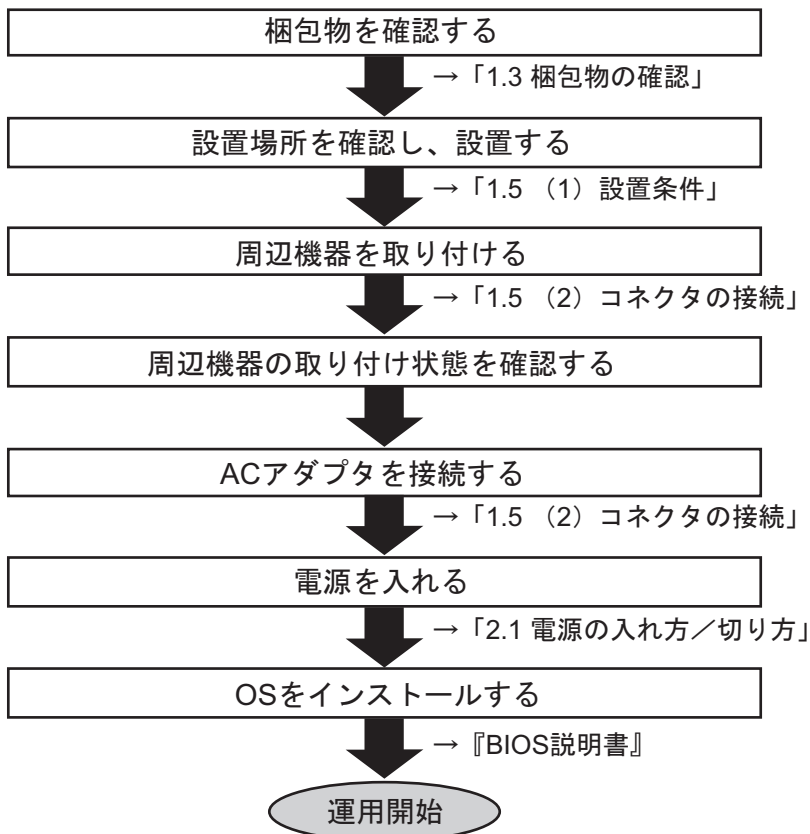 梱包物を確認する
→「1.3 梱包物の確認」
設置場所を確認し、設置する
→「1.5 （1）設置条件」
周辺機器を取り付ける
→「1.5 （2）コネクタの接続」
周辺機器の取り付け状態を確認する
ACアダプタを接続する
→「1.5 （2）コネクタの接続」
電源を入れる
→「2.1 電源の入れ方／切り方」
OSをインストールする
→『BIOS説明書』
運用開始